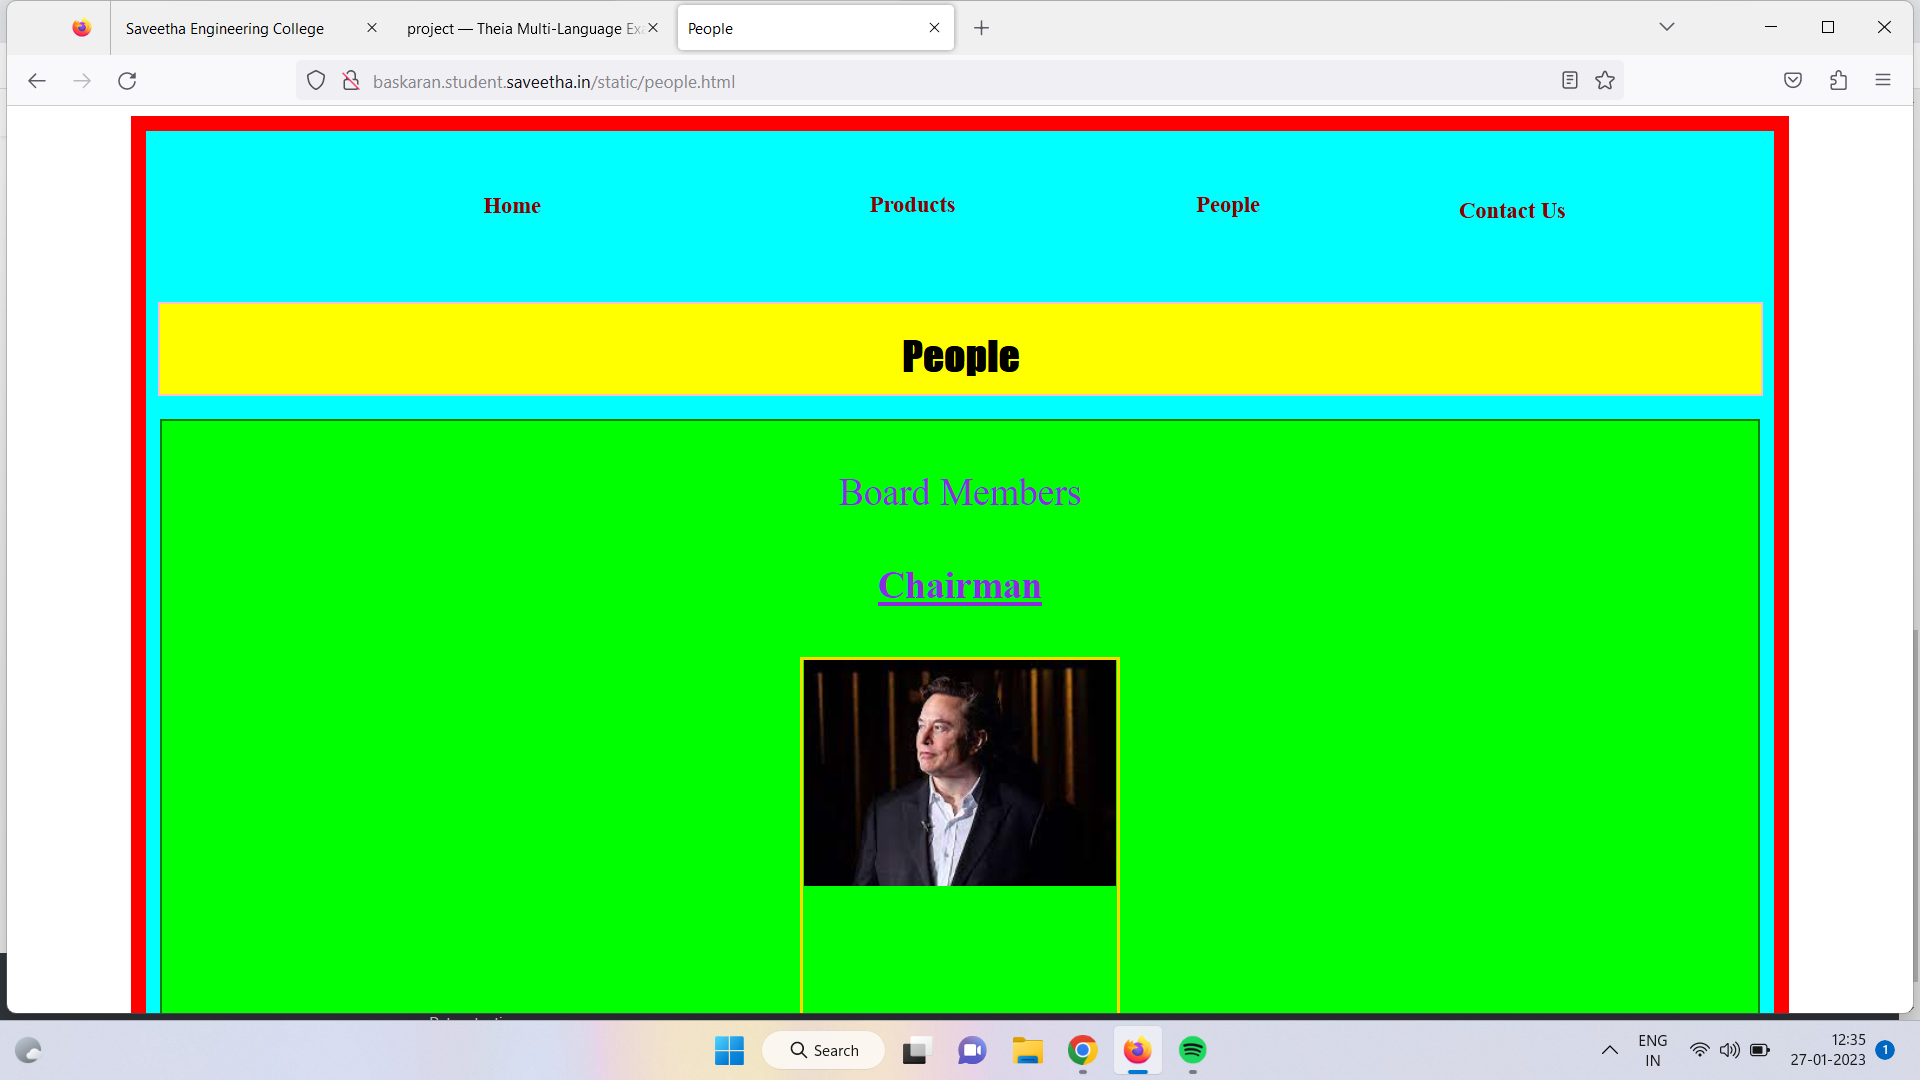 Saveetha Engineering College
project — Theia Multi-Language Exa
People
baskaran.student.saveetha.in/static/people.html
Home
Products
People
Contact Us
People
Board Members
Chairman
Search
ENG
IN
12:35
27-01-2023
1